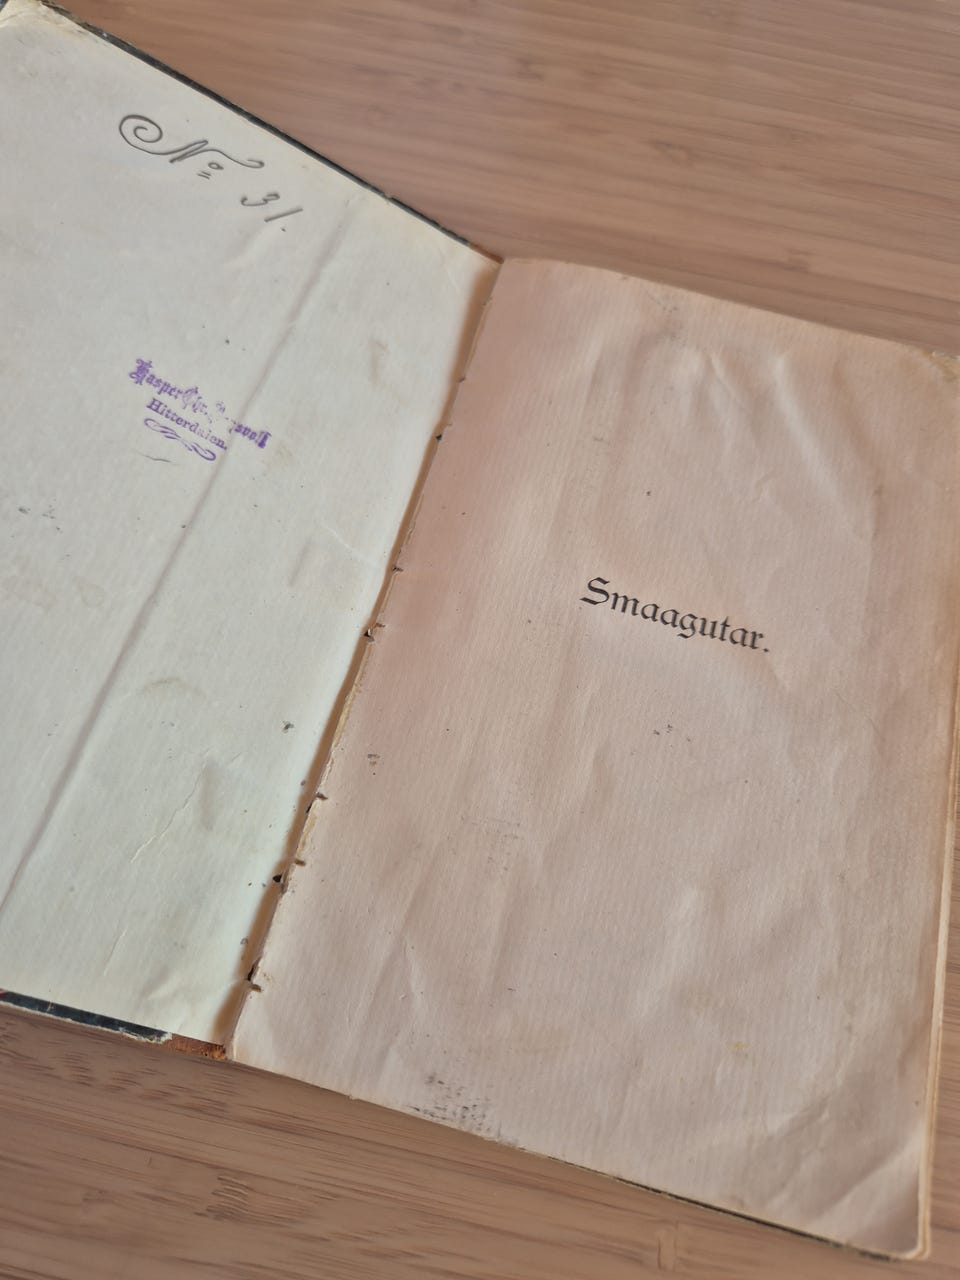 No 31.
Kasper
Hitterdalen.
Smaagutar.